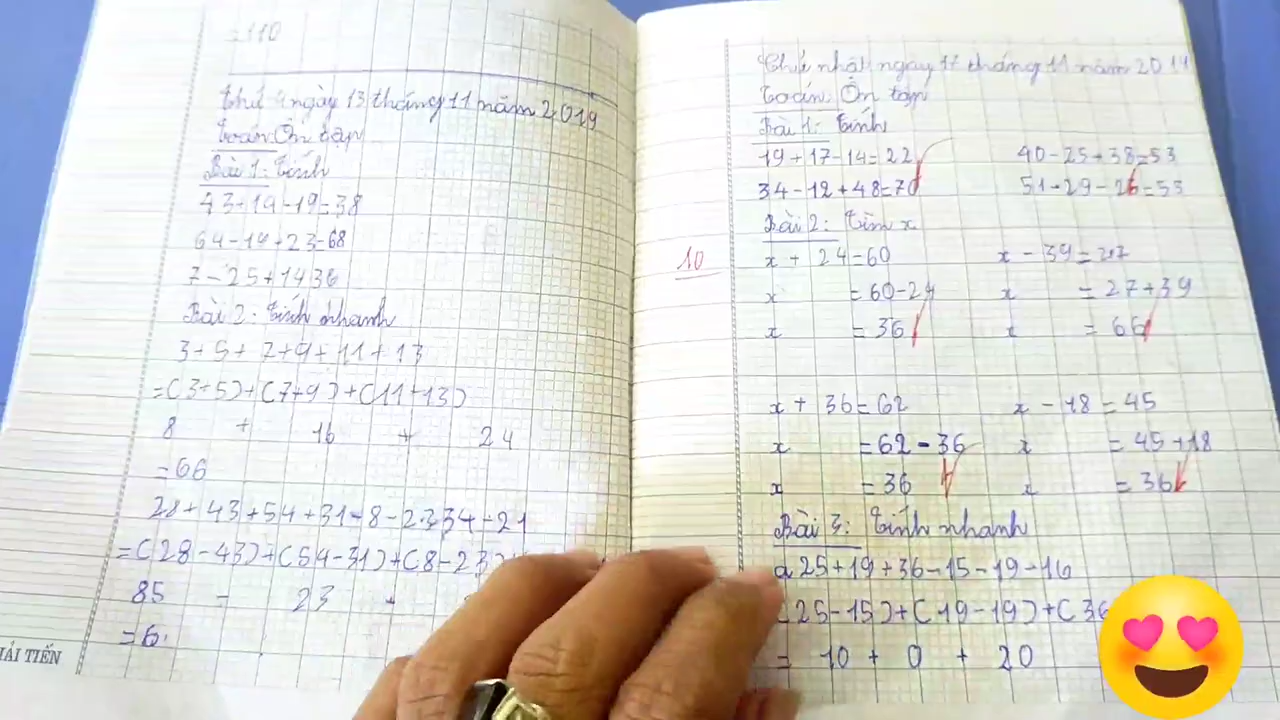 =110
Thứ 4 ngày 13 tháng 11 năm 2019
Toán: Ôn tập
Bài 1: Tính
43+14-19=38
64-19+23=68
7-25+1436
Bài 2: Tính nhanh
3+5+7+9+11+13
=(3+5)+(7+9)+(11+13)
8 + 16 + 24
=66
28+43+54+31-8-2334-21
=(28-43)+(54-31)+(8-23)
85 - 23 +
=6
HẢI TIẾN
Thứ nhật ngày 17 tháng 11 năm 2019
Toán: Ôn tập
Bài 1: Tính
19+17-14=22 40-25+38=53
34-12+48=70 51-29-26=53
Bài 2: Tìm x
10
x + 24=60 x - 39=27
x =60-24 x =27+39
x =36 x =66
x + 36=62 x -18=45
x =62-36 x =45+18
x =36 x =36
Bài 3: Tính nhanh
a 25+19+36-15-19-16
25-15)+(19-19)+(36
= 10 + 0 + 20